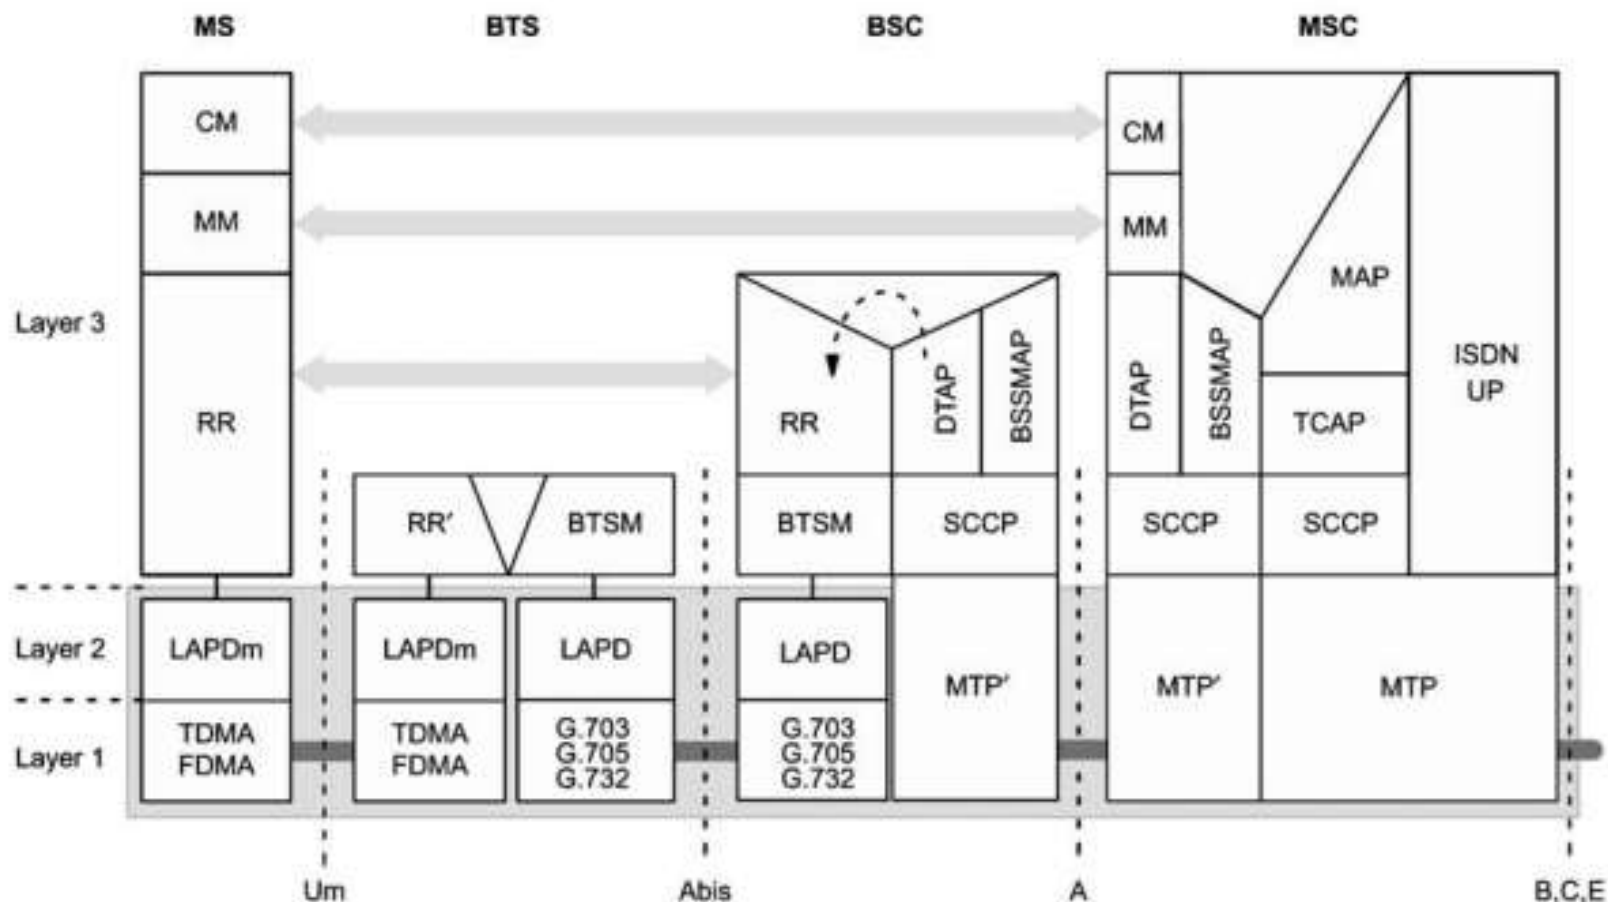 MS
BTS
BSC
MSC
CM
CM
MM
MM
Layer 3
RR
RR
DTAP
BSSMAP
DTAP
BSSMAP
MAP
TCAP
ISDN
UP
RR′
BTSM
BTSM
SCCP
SCCP
SCCP
Layer 2
LAPDm
LAPDm
LAPD
LAPD
MTP′
MTP′
MTP
Layer 1
TDMA
FDMA
TDMA
FDMA
G.703
G.705
G.732
G.703
G.705
G.732
Um
Abis
A
B,C,E